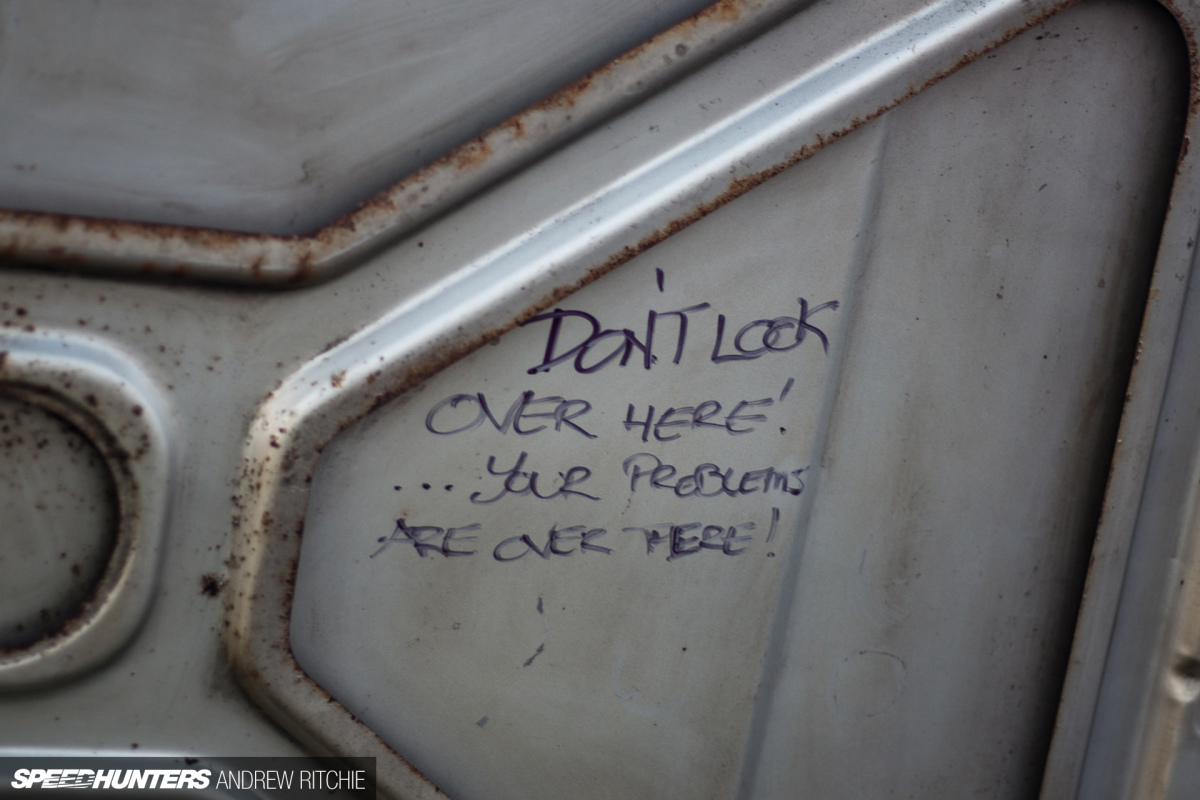 DON'T LOOK
OVER HERE!
...YOUR PROBLEMS
ARE OVER THERE!
SPEEDHUNTERS ANDREW RITCHIE